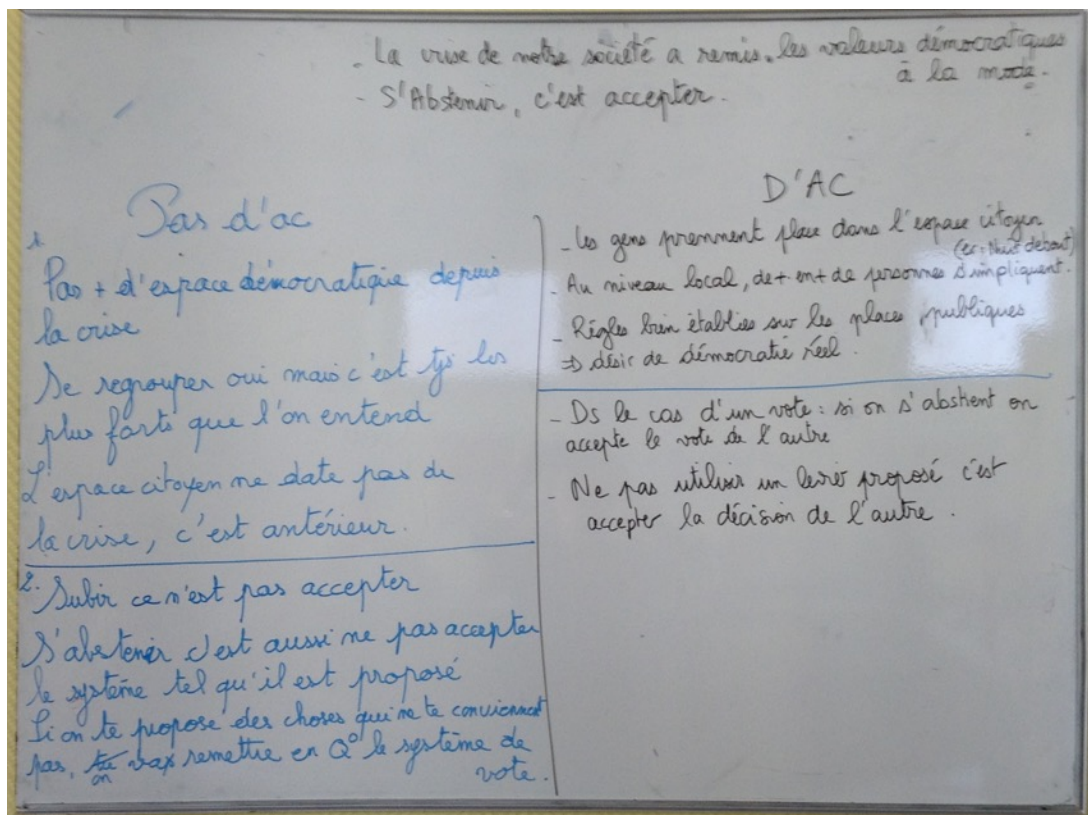 - La crise de notre société a remis les valeurs démocratiques
à la mode.
- S'Abstenir, c'est accepter.
Pas d'ac
1.
Pas + d'espace démocratique depuis
la crise
Se regrouper oui mais c'est tjs les
plus forts que l'on entend
L'espace citoyen ne date pas de
la crise, c'est antérieur.
2. Subir ce n'est pas accepter
S'abstenir c'est aussi ne pas accepter
le système tel qu'il est proposé
Si on te propose des choses qui ne te conviennent
pas, on va remettre en Q° le système de
vote.
D'AC
- Les gens prennent place dans l'espace citoyen
(ex: Nuit debout)
- Au niveau local, de + en + de personnes s'impliquent.
- Règles bien établies sur les places publiques
=> désir de démocratie réel.
- Ds le cas d'un vote : si on s'abstient on
accepte le vote de l'autre
- Ne pas utiliser un levier proposé c'est
accepter la décision de l'autre.